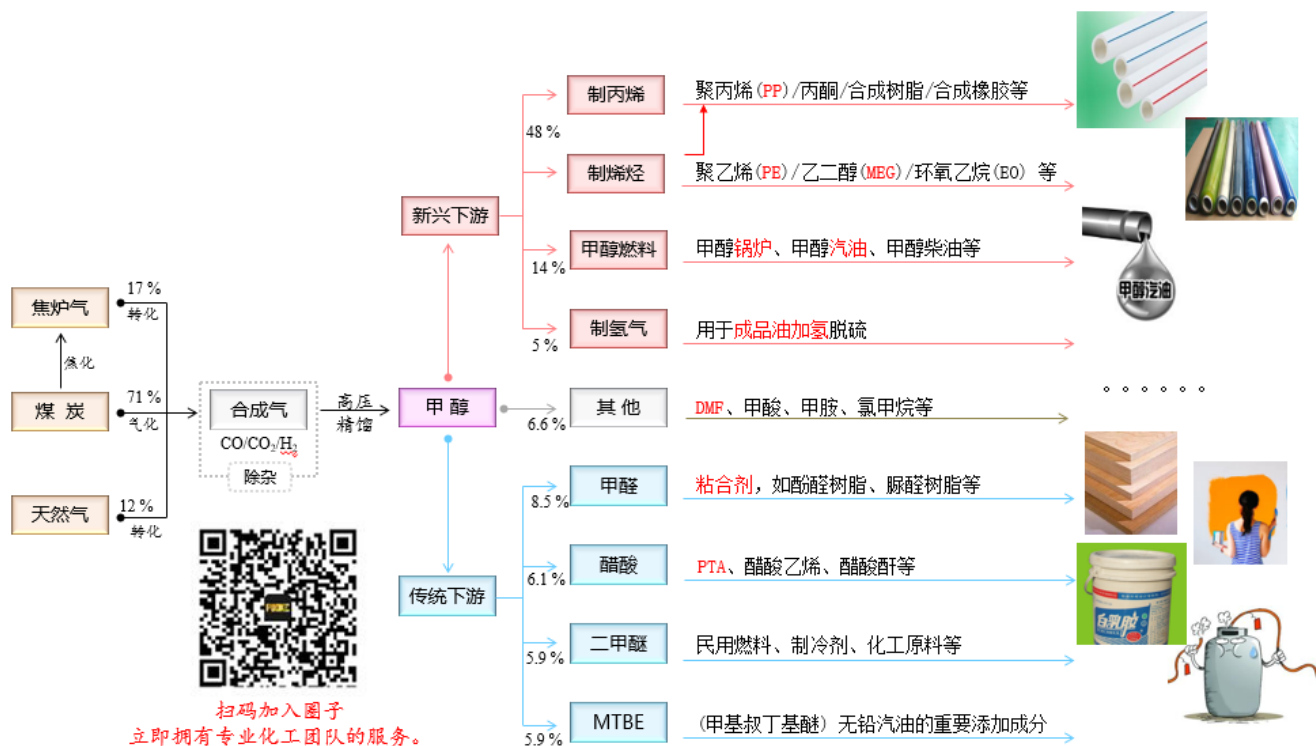 制丙烯
聚丙烯(PP)/丙酮/合成树脂/合成橡胶等
48 %
制烯烃
聚乙烯(PE)/乙二醇(MEG)/环氧乙烷(EO) 等
新兴下游
甲醇燃料
甲醇锅炉、甲醇汽油、甲醇柴油等
14 %
甲醇汽油
焦炉气
17 %
转化
制氢气
用于成品油加氢脱硫
5 %
焦化
煤 炭
71 %
气化
合成气
CO/CO₂/H₂
除杂
高压
精馏
甲 醇
其 他
6.6 %
DMF、甲酸、甲胺、氯甲烷等
。。。。。。
甲醛
8.5 %
粘合剂，如酚醛树脂、脲醛树脂等
天然气
12 %
转化
醋酸
6.1 %
PTA、醋酸乙烯、醋酸酐等
传统下游
白乳胶
二甲醚
5.9 %
民用燃料、制冷剂、化工原料等
MTBE
5.9 %
(甲基叔丁基醚) 无铅汽油的重要添加成分
扫码加入圈子
立即拥有专业化工团队的服务。